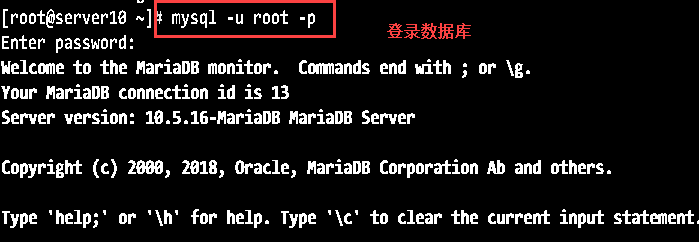 [root@server10 ~]# mysql -u root -p
登录数据库
Enter password:
Welcome to the MariaDB monitor.  Commands end with ; or \g.
Your MariaDB connection id is 13
Server version: 10.5.16-MariaDB MariaDB Server
Copyright (c) 2000, 2018, Oracle, MariaDB Corporation Ab and others.
Type 'help;' or '\h' for help. Type '\c' to clear the current input statement.